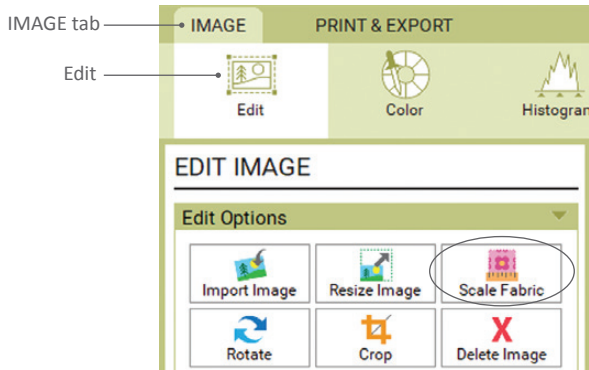 IMAGE tab
IMAGE
PRINT & EXPORT
Edit
Edit
Color
Histogran
EDIT IMAGE
Edit Options
Import Image
Resize Image
Scale Fabric
Rotate
Crop
Delete Image